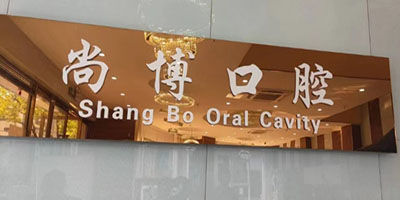 尚博口腔
Shang Bo Oral Cavity